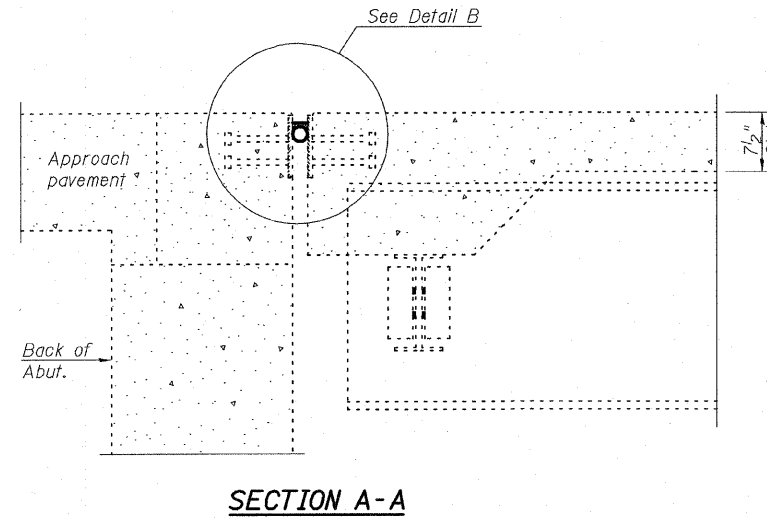 See Detail B
Approach
pavement
7½"
Back of
Abut.
SECTION A-A